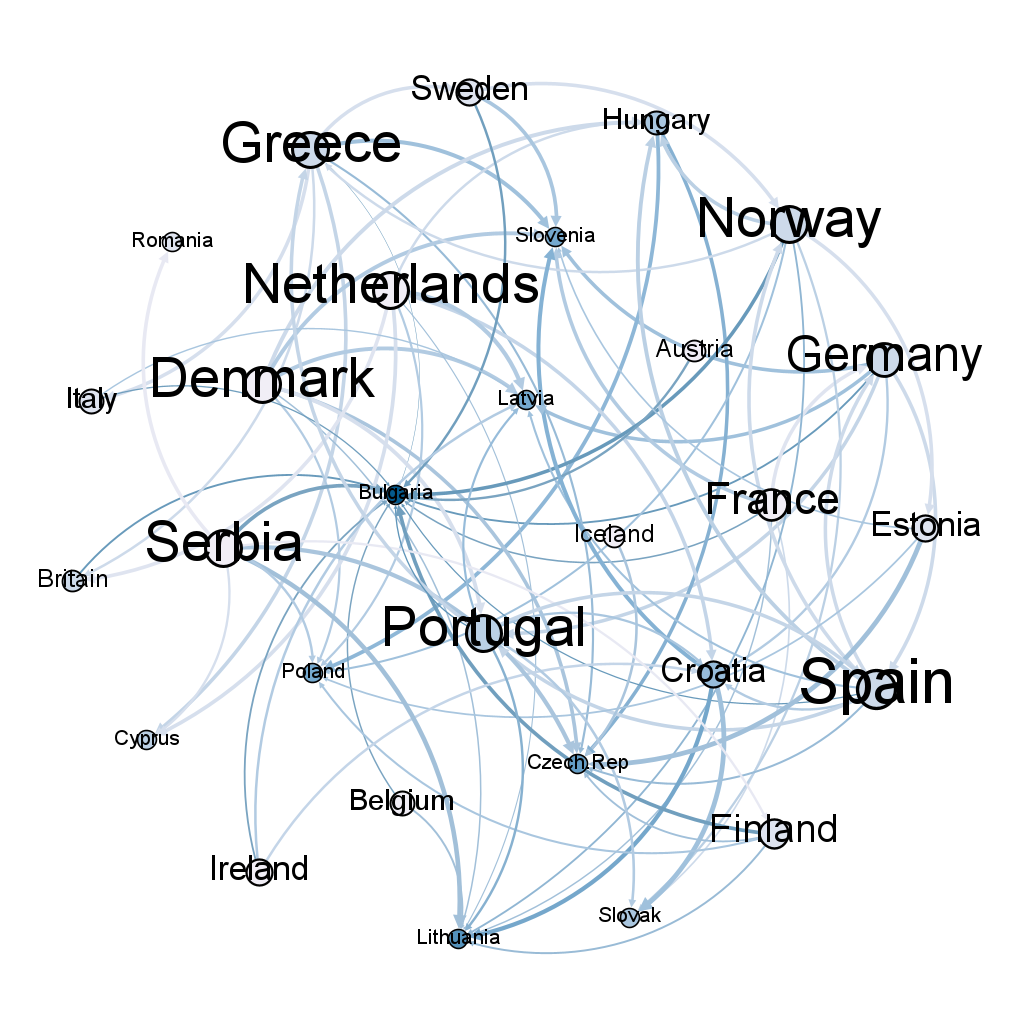 Sweden
Hungary
Greece
Norway
Romania
Slovenia
Netherlands
Austria
Germany
Denmark
Italy
Latvia
Bulgaria
France
Estonia
Iceland
Serbia
Britain
Portugal
Poland
Croatia
Spain
Cyprus
Czech.Rep
Belgium
Finland
Ireland
Slovak
Lithuania